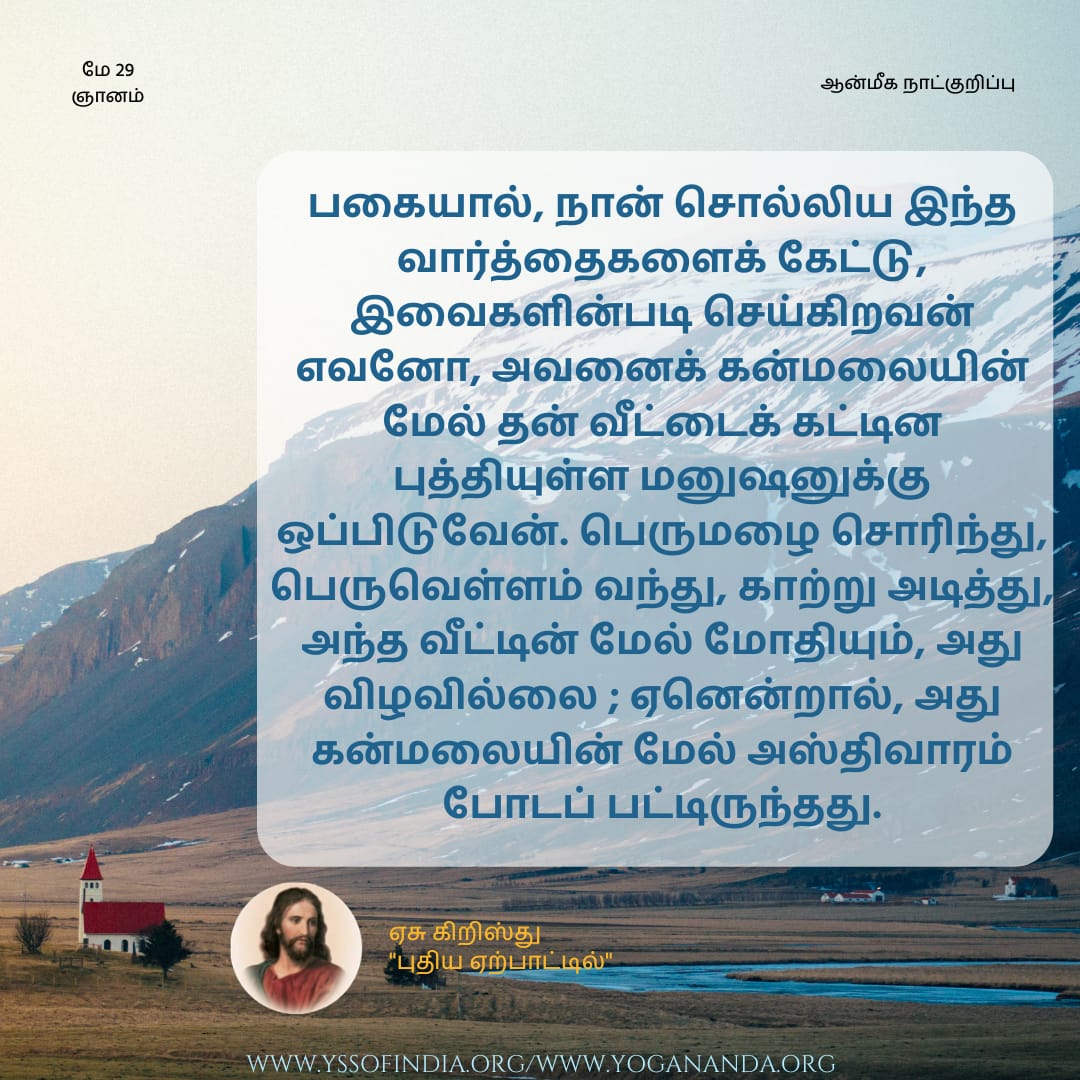 மே 29
ஞானம்
ஆன்மீக நாட்குறிப்பு
பகையால், நான் சொல்லிய இந்த
வார்த்தைகளைக் கேட்டு,
இவைகளின்படி செய்கிறவன்
எவனோ, அவனைக் கன்மலையின்
மேல் தன் வீட்டைக் கட்டின
புத்தியுள்ள மனுஷனுக்கு
ஒப்பிடுவேன். பெருமழை சொரிந்து,
பெருவெள்ளம் வந்து, காற்று அடித்து,
அந்த வீட்டின் மேல் மோதியும், அது
விழவில்லை ; ஏனென்றால், அது
கன்மலையின் மேல் அஸ்திவாரம்
போடப் பட்டிருந்தது.
ஏசு கிறிஸ்து
"புதிய ஏற்பாட்டில்"
WWW.YSSOFINDIA.ORG/WWW.YOGANANDA.ORG